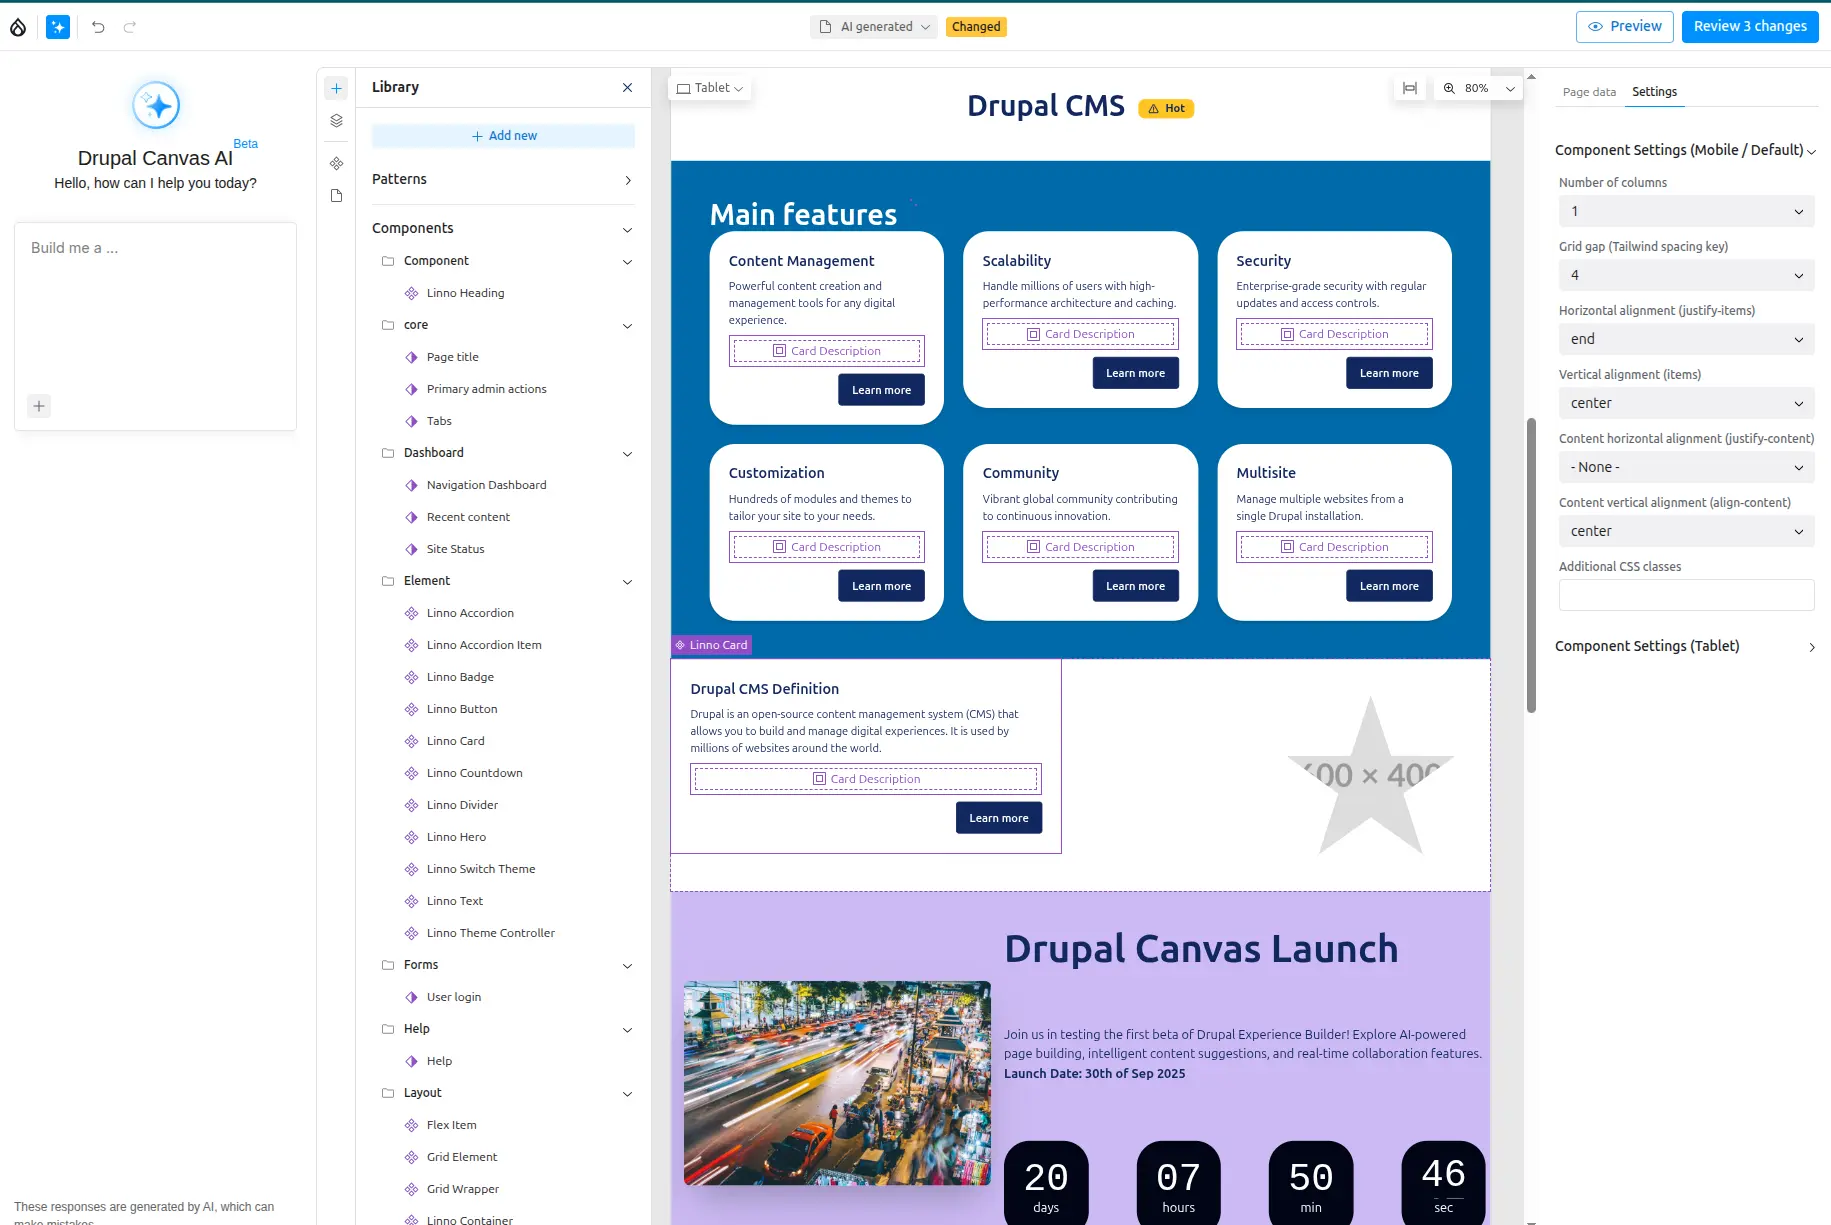 AI generated
Changed
Preview
Review 3 changes
Beta
Drupal Canvas AI
Hello, how can I help you today?
Build me a ...
These responses are generated by AI, which can
make mistakes
Library
Add new
Patterns
Components
Component
Linno Heading
core
Page title
Primary admin actions
Tabs
Dashboard
Navigation Dashboard
Recent content
Site Status
Element
Linno Accordion
Linno Accordion Item
Linno Badge
Linno Button
Linno Card
Linno Countdown
Linno Divider
Linno Hero
Linno Switch Theme
Linno Text
Linno Theme Controller
Forms
User login
Help
Help
Layout
Flex Item
Grid Element
Grid Wrapper
Linno Container
Tablet
80%
Drupal CMS
Hot
Main features
Content Management
Powerful content creation and
management tools for any digital
experience.
Card Description
Learn more
Scalability
Handle millions of users with high-
performance architecture and caching.
Card Description
Learn more
Security
Enterprise-grade security with regular
updates and access controls.
Card Description
Learn more
Customization
Hundreds of modules and themes to
tailor your site to your needs.
Card Description
Learn more
Community
Vibrant global community contributing
to continuous innovation.
Card Description
Learn more
Multisite
Manage multiple websites from a
single Drupal installation.
Card Description
Learn more
Linno Card
Drupal CMS Definition
Drupal is an open-source content management system (CMS) that
allows you to build and manage digital experiences. It is used by
millions of websites around the world.
Card Description
Learn more
600 × 400
Drupal Canvas Launch
Join us in testing the first beta of Drupal Experience Builder! Explore AI-powered
page building, intelligent content suggestions, and real-time collaboration features.
Launch Date: 30th of Sep 2025
20
days
07
hours
50
min
46
sec
Page data
Settings
Component Settings (Mobile / Default)
Number of columns
1
Grid gap (Tailwind spacing key)
4
Horizontal alignment (justify-items)
end
Vertical alignment (items)
center
Content horizontal alignment (justify-content)
- None -
Content vertical alignment (align-content)
center
Additional CSS classes
Component Settings (Tablet)